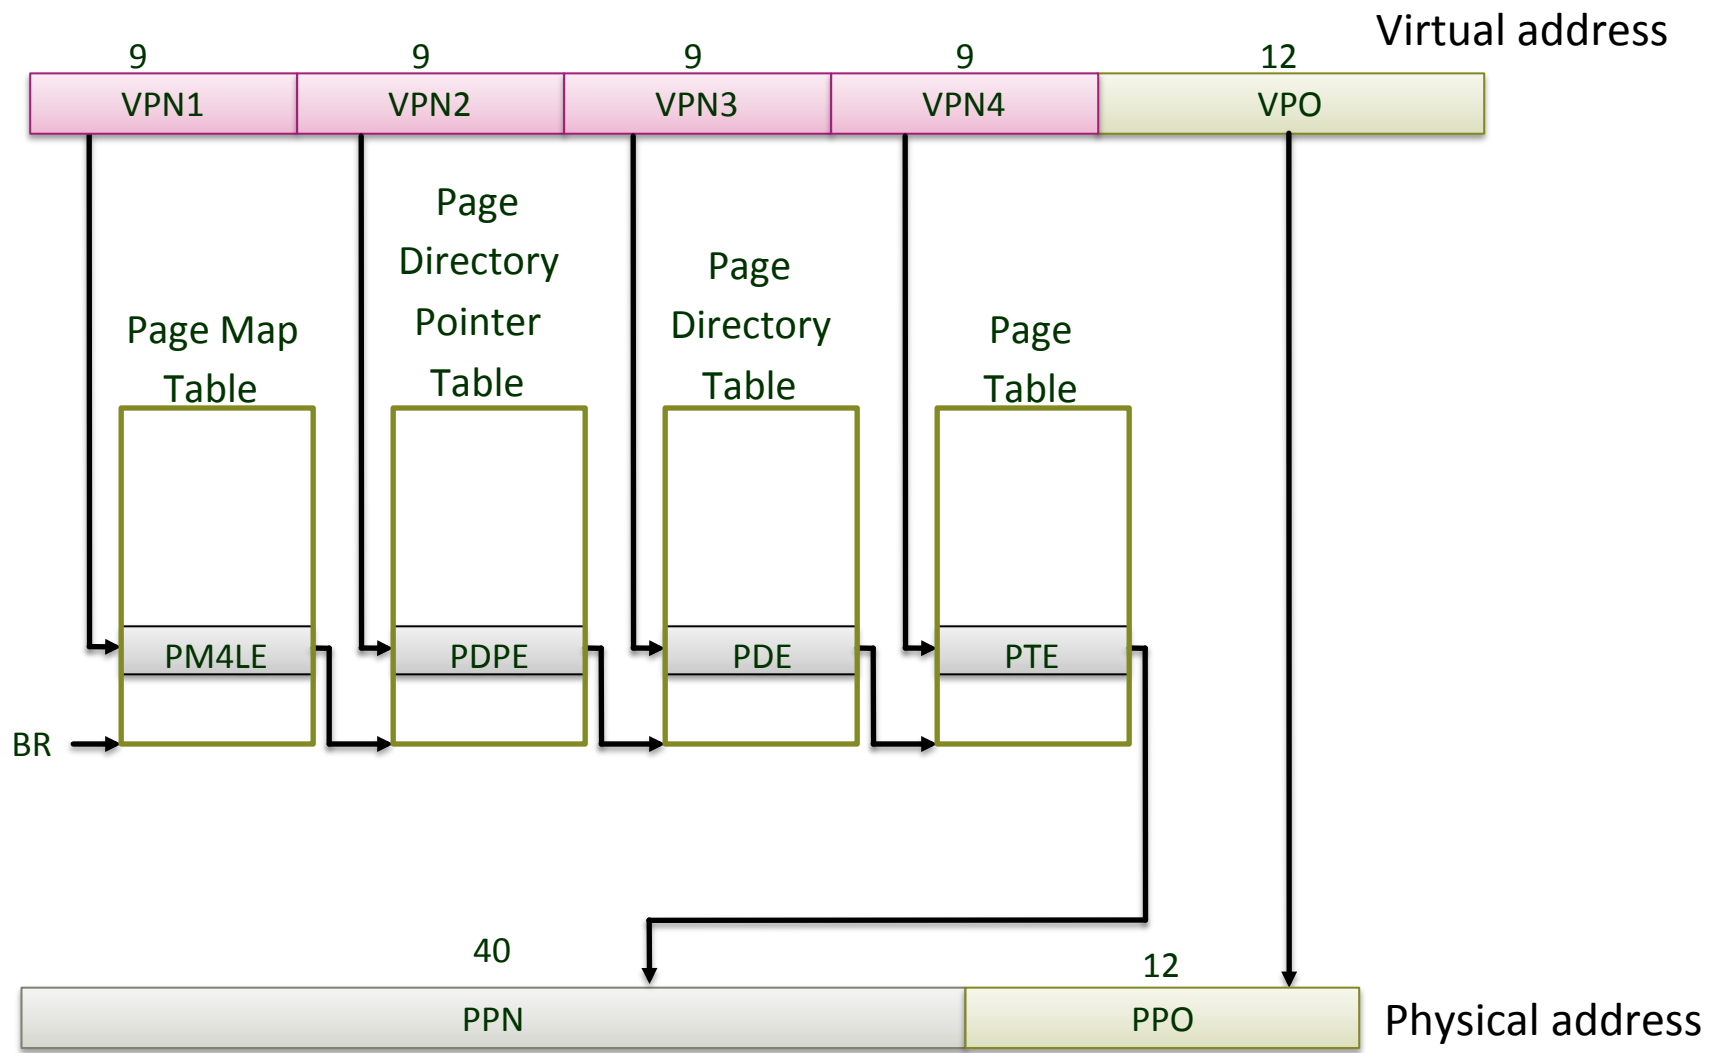 Virtual address
9
9
9
9
12
VPN1
VPN2
VPN3
VPN4
VPO
Page Map
Table
Page
Directory
Pointer
Table
Page
Directory
Table
Page
Table
PM4LE
PDPE
PDE
PTE
BR
40
12
PPN
PPO
Physical address